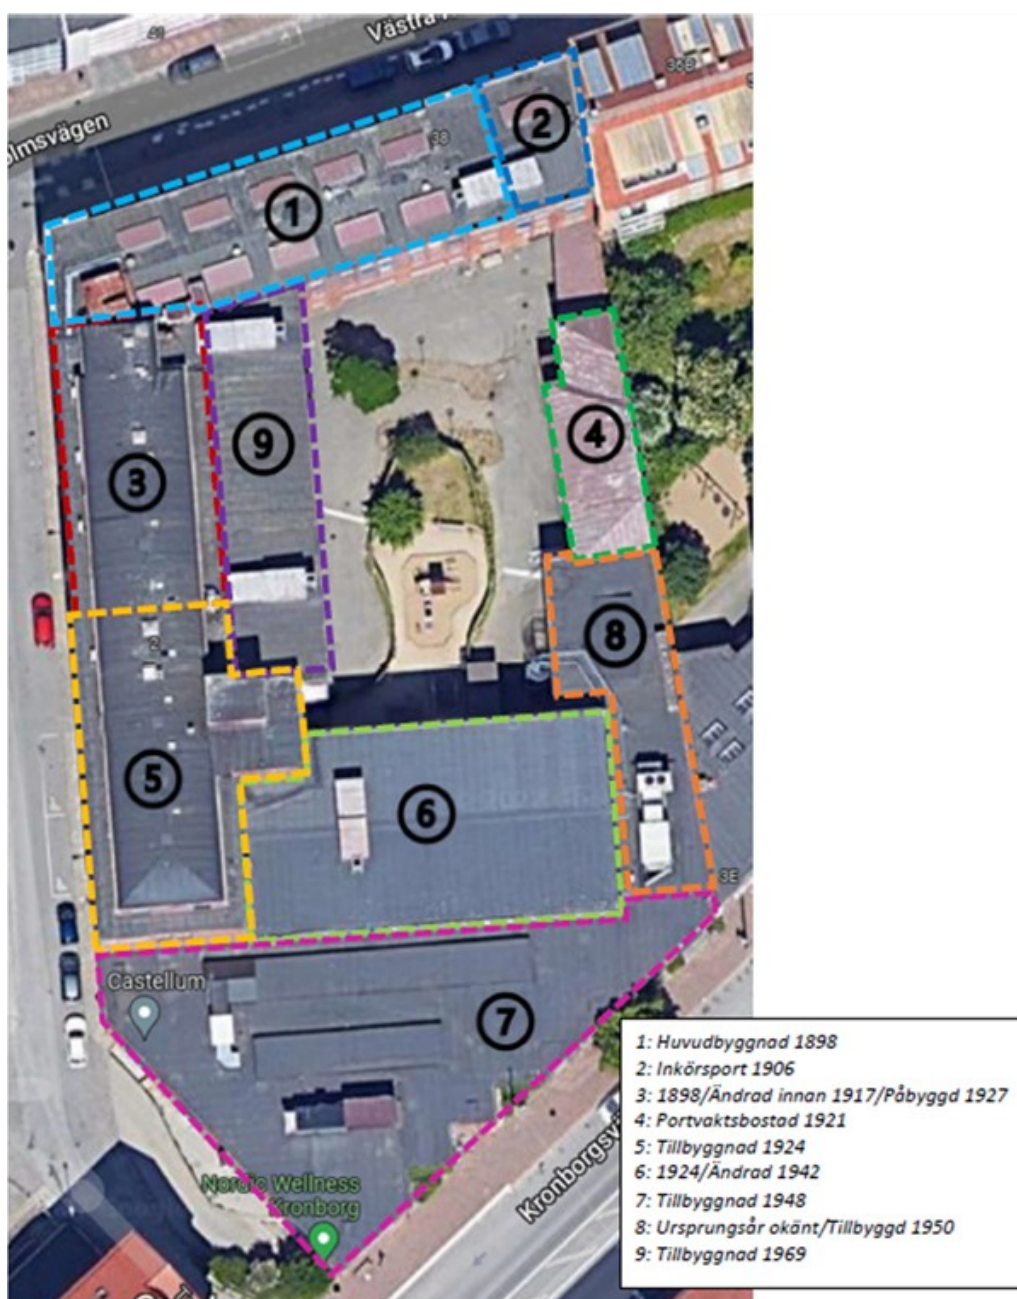 Västra
38
36B
olmsvägen
1
2
3
9
4
8
2
5
6
3E
Castellum
7
Nordic Wellness
Kronborg
Kronborgsv
1: Huvudbyggnad 1898
2: Inkörsport 1906
3: 1898/Ändrad innan 1917/Påbyggd 1927
4: Portvaktsbostad 1921
5: Tillbyggnad 1924
6: 1924/Ändrad 1942
7: Tillbyggnad 1948
8: Ursprungsår okänt/Tillbyggd 1950
9: Tillbyggnad 1969